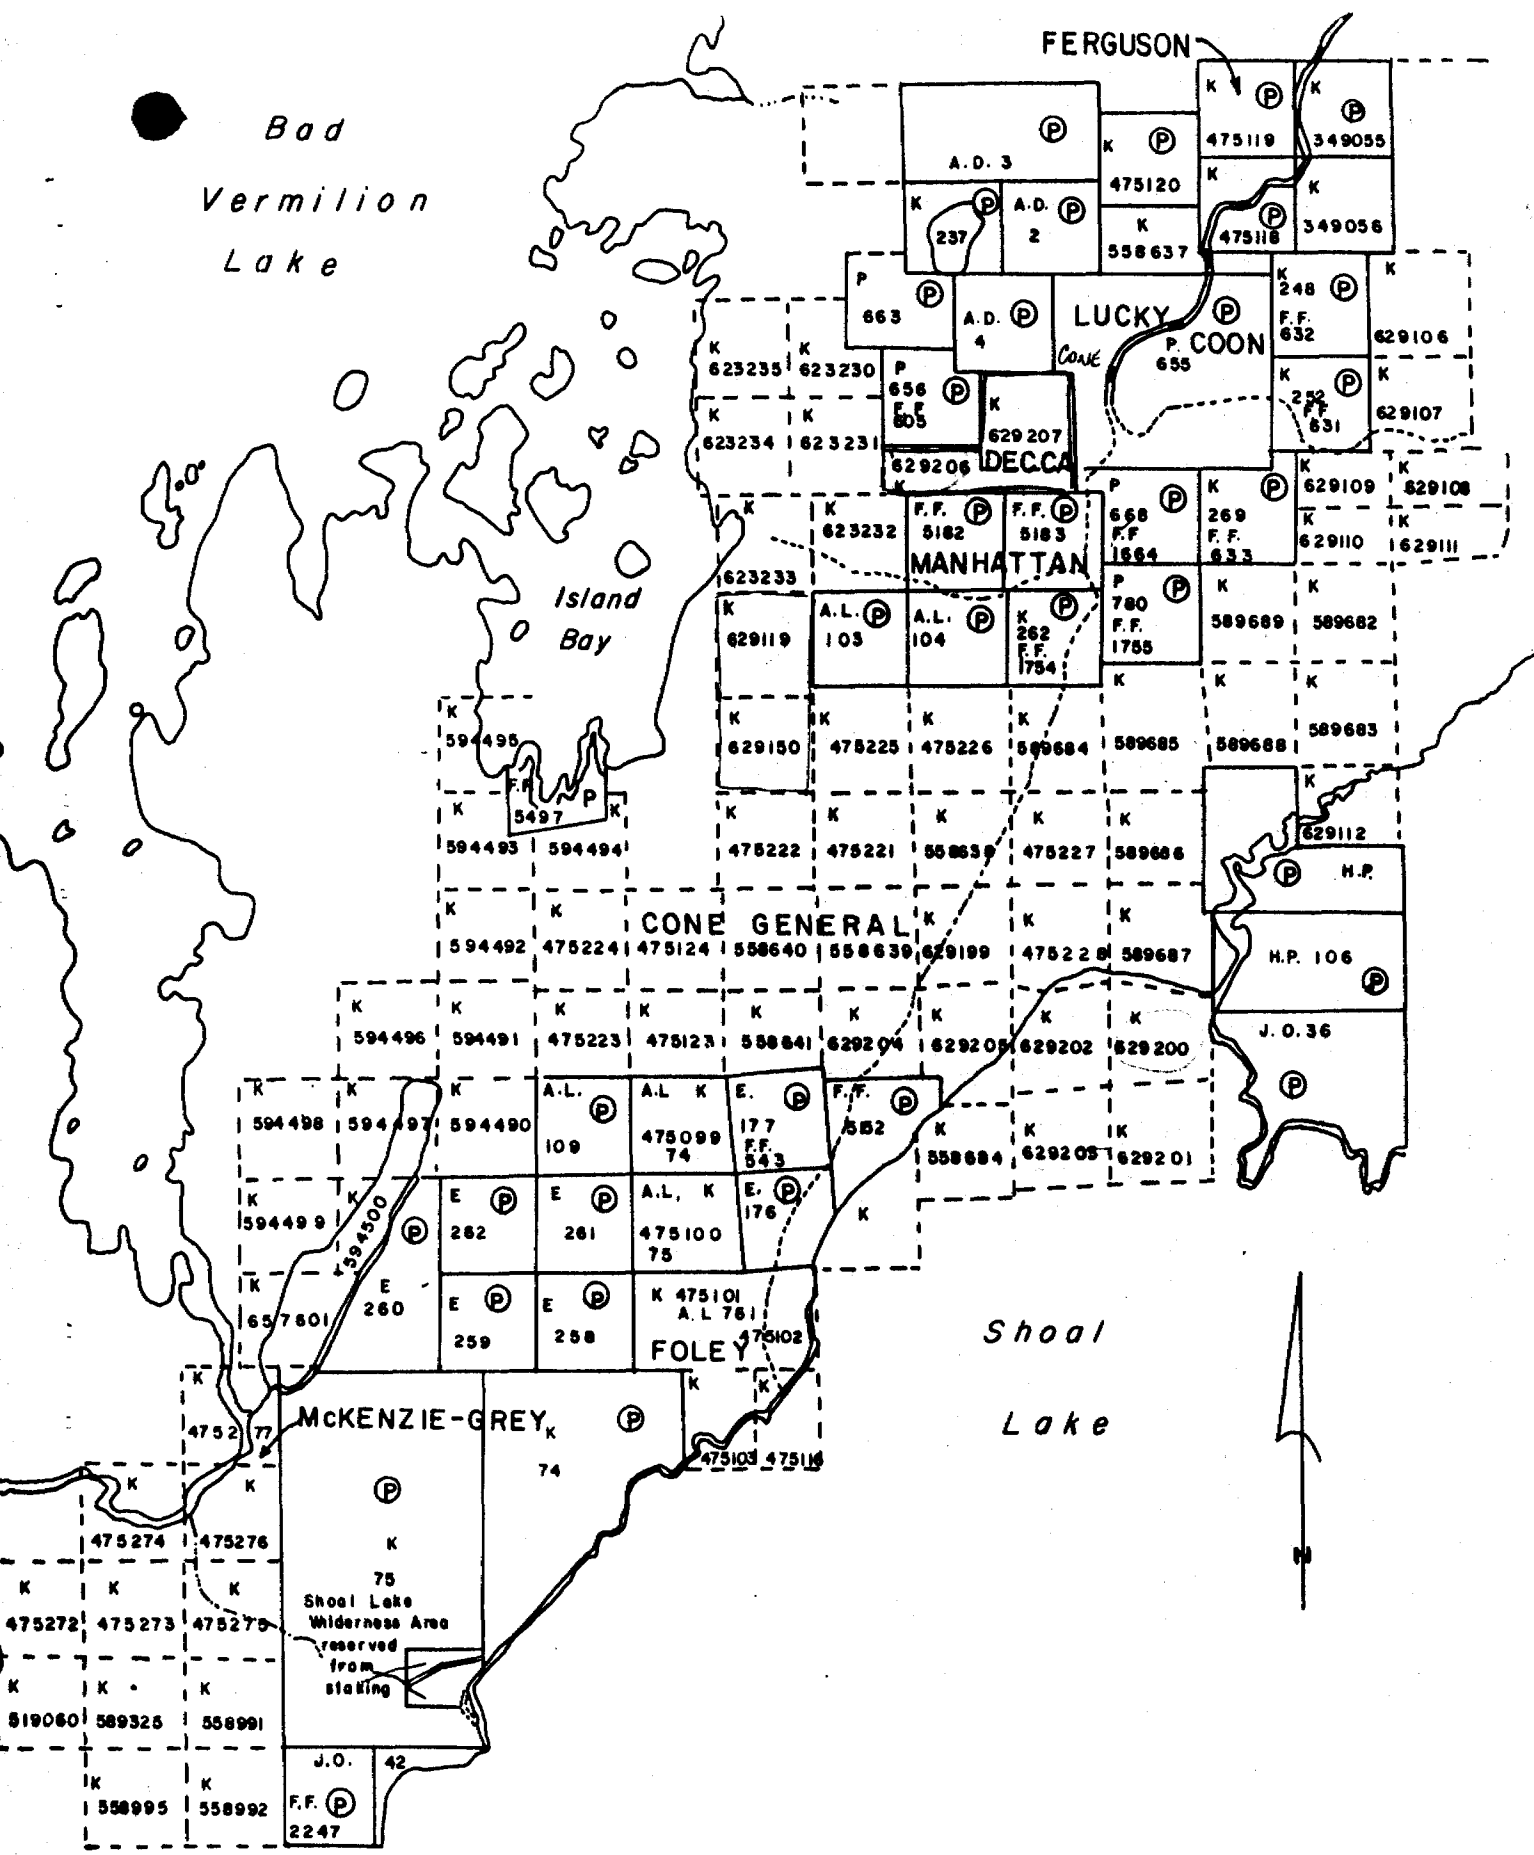 FERGUSON
Bad
Vermilion
Lake
K P
475119
K P
349055
P
A.D. 3
K P
475120
K
475118 P
K
349056
K P
237
A.D. P
2
K
558637
P P
663
A.D. P
4
LUCKY
COON
P
P.
655
CONE
K
248 P
F.F.
632
K
629106
K
623235
K
623230
P
656 P
F.F.
605
K
629207
DECCA
K P
252
F.F.
631
K
629107
K
623234
K
623231
629206
K
K
623233
K
623232
F.F. P
5182
F.F. P
5183
MANHATTAN
P
668 P
F.F
1664
K P
269
F.F.
633
K
629109
K
629108
K
629110
K
629111
Island
Bay
K
629119
A.L. P
103
A.L. P
104
K P
262
F.F.
1754
P P
780
F.F.
1755
K
589689
K
589682
K
594495
K
629150
K
475225
K
475226
K
589684
K
589685
K
589688
K
589683
F.F. P
5497
K
K
594493
594494
K
475222
K
475221
K
558638
K
475227
K
589686
K
629112
P H.P.
CONE GENERAL
K
594492
K
475224
475124
558640
558639
K
629199
K
475228
K
589687
H.P. 106
P
K
594496
K
594491
K
475223
K
475123
K
558641
K
629204
K
629205
K
629202
K
629200
J.O.36
P
K
594498
K
594497
K
594490
A.L. P
109
A.L K
475099
74
E. P
177
F.F.
543
F.F. P
5152
K
558684
K
629203
K
629201
K
594499
K
594500
P
E
260
E P
262
E P
261
A.L. K
475100
75
E. P
176
K
K
657601
E P
259
E P
258
K 475101
A.L 761
475102
FOLEY
Shoal
Lake
K
4752 77
McKENZIE-GREY
K
74
P
K
475103
K
475116
K
475274
K
475276
P
K
75
N
K
475272
K
475273
K
475275
Shoal Lake
Wilderness Area
reserved
from
staking
K
519060
K
589325
K
558991
K
558995
K
558992
J.O. 42
F.F. P
2247